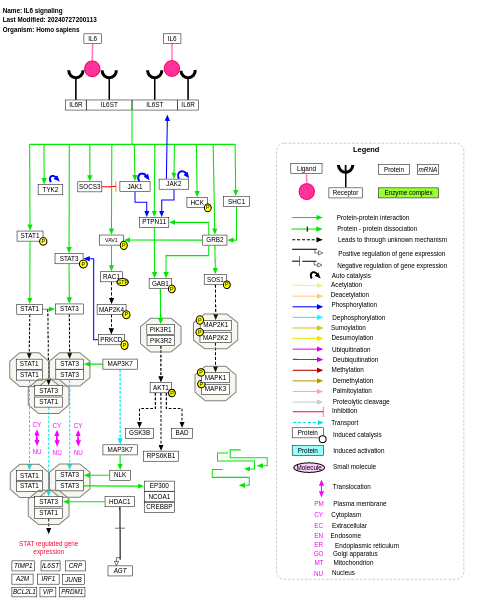 Name: IL6 signaling
Last Modified: 20240727200113
Organism: Homo sapiens
IL6
IL6
IL6R
IL6ST
IL6ST
IL6R
TYK2
SOCS3
JAK1
JAK2
HCK
P
SHC1
PTPN11
STAT1
P
VAV1
P
GRB2
STAT3
P
RAC1
GTP
GAB1
P
SOS1
P
STAT1
STAT3
MAP2K4
P
PRKCD
P
PIK3R1
PIK3R2
P
MAP2K1
P
MAP2K2
STAT1
STAT1
STAT3
STAT3
MAP3K7
P
MAPK1
P
MAPK3
STAT3
STAT1
AKT1
P
CY
CY
CY
NU
NU
NU
GSK3B
BAD
MAP3K7
RPS6KB1
STAT1
STAT1
STAT3
STAT3
NLK
EP300
NCOA1
CREBBP
STAT3
STAT1
HDAC1
STAT regulated gene
expression
AGT
TIMP1
IL6ST
CRP
A2M
IRF1
JUNB
BCL2L1
VIP
PRDM1
Legend
Ligand
Protein
mRNA
Receptor
Enzyme complex
Protein-protein interaction
Protein - protein dissociation
Leads to through unknown mechanism
Positive regulation of gene expression
Negative regulation of gene expression
Auto catalysis
Acetylation
Deacetylation
Phosphorylation
Dephosphorylation
Sumoylation
Desumoylation
Ubiquitination
Deubiquitination
Methylation
Demethylation
Palmitoylation
Proteolytic cleavage
Inhibition
Transport
Protein
Induced catalysis
Protein
Induced activation
Molecule
Small molecule
Translocation
PM Plasma membrane
CY Cytoplasm
EC Extracellular
EN Endosome
ER Endoplasmic reticulum
GO Golgi apparatus
MT Mitochondrion
NU Nucleus